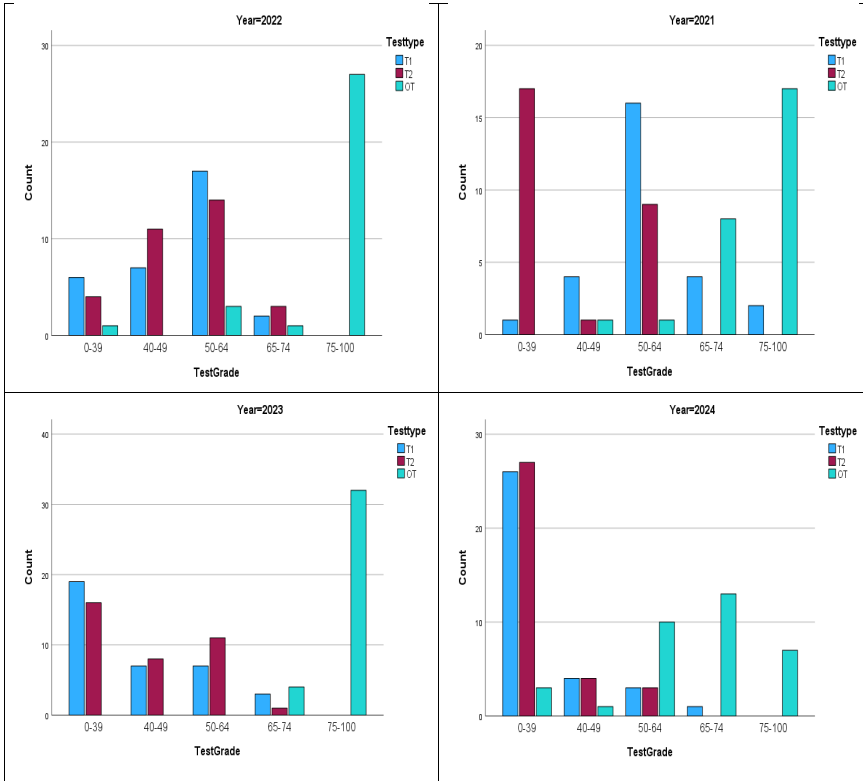 Year=2022
Testtype
T1
T2
OT
30
20
10
0
Count
0-39 40-49 50-64 65-74 75-100
TestGrade
Year=2021
Testtype
T1
T2
OT
20
15
10
5
0
Count
0-39 40-49 50-64 65-74 75-100
TestGrade
Year=2023
Testtype
T1
T2
OT
40
30
20
10
0
Count
0-39 40-49 50-64 65-74 75-100
TestGrade
Year=2024
Testtype
T1
T2
OT
30
20
10
0
Count
0-39 40-49 50-64 65-74 75-100
TestGrade